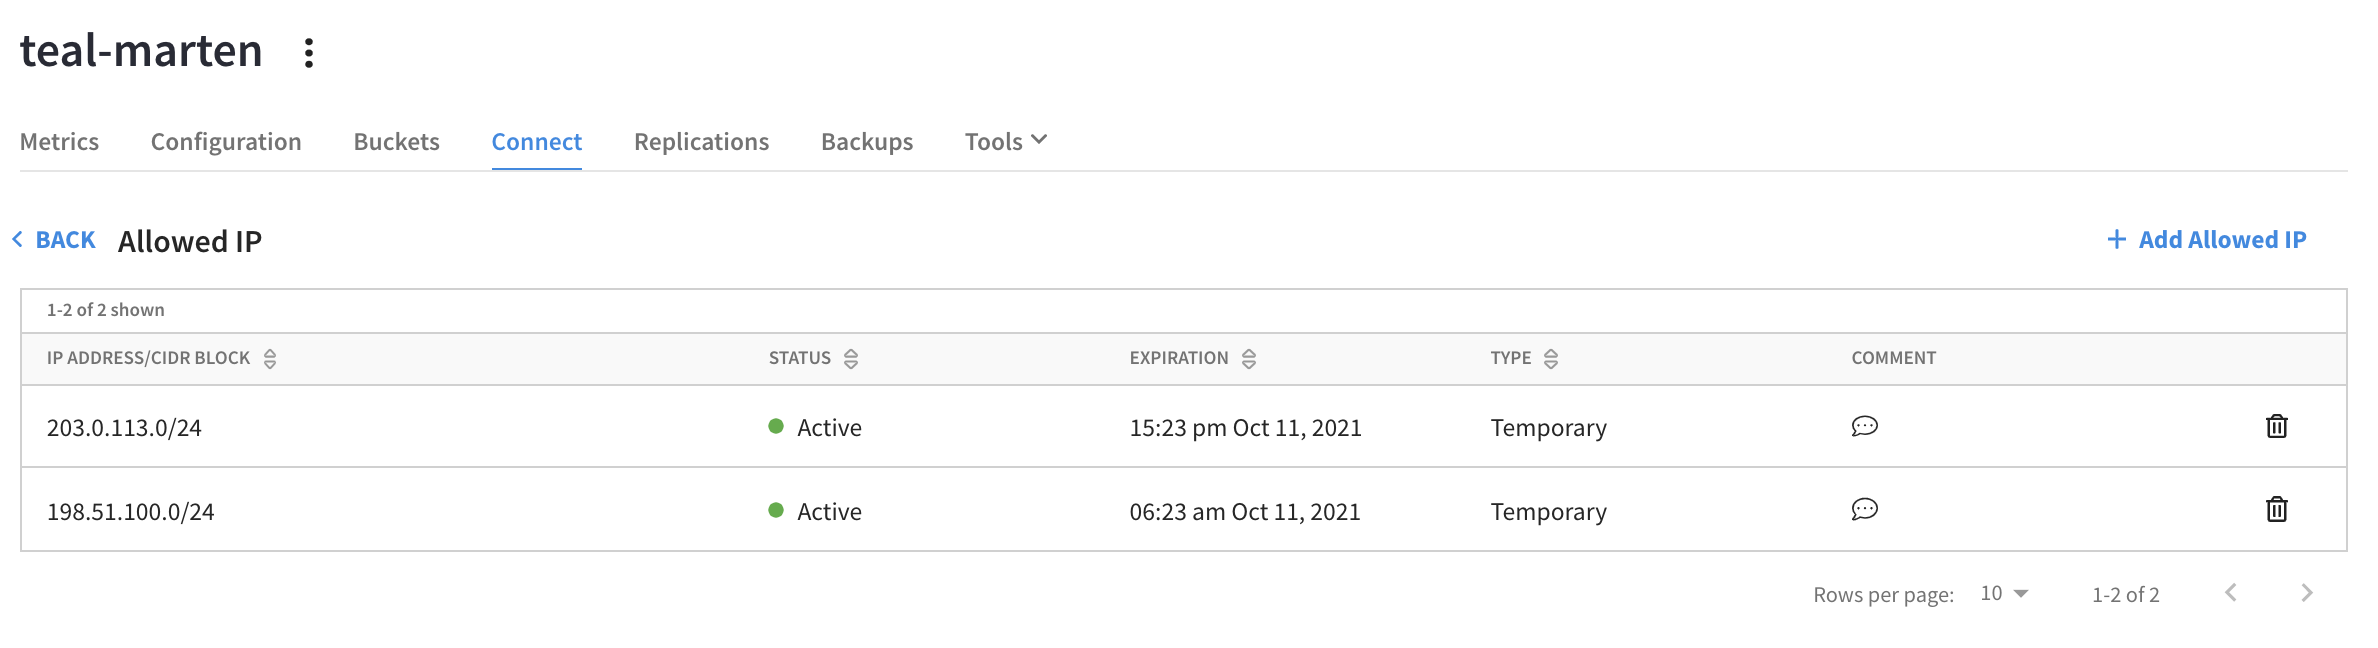 teal-marten
Metrics Configuration Buckets Connect Replications Backups Tools
BACK Allowed IP + Add Allowed IP
1-2 of 2 shown
IP ADDRESS/CIDR BLOCK STATUS EXPIRATION TYPE COMMENT
203.0.113.0/24 Active 15:23 pm Oct 11, 2021 Temporary
198.51.100.0/24 Active 06:23 am Oct 11, 2021 Temporary
Rows per page: 10 1-2 of 2